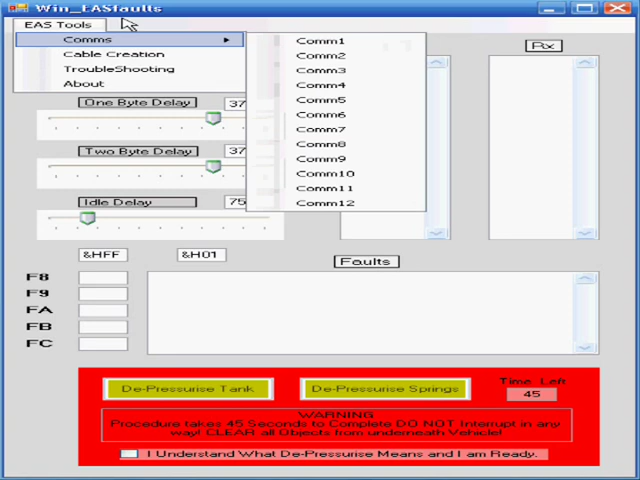 Win_EASfaults
EAS Tools
Comms
Cable Creation
TroubleShooting
About
Comm1
Comm2
Comm3
Comm4
Comm5
Comm6
Comm7
Comm8
Comm9
Comm10
Comm11
Comm12
Rx
One Byte Delay 37
Two Byte Delay 37
Idle Delay 75
&HFF &H01
Faults
F8
F9
FA
FB
FC
De-Pressurise Tank De-Pressurise Springs
Time Left
45
WARNING
Procedure takes 45 Seconds to Complete DO NOT Interrupt in any
way! CLEAR all Objects from underneath Vehicle!
I Understand What De-Pressurise Means and I am Ready.